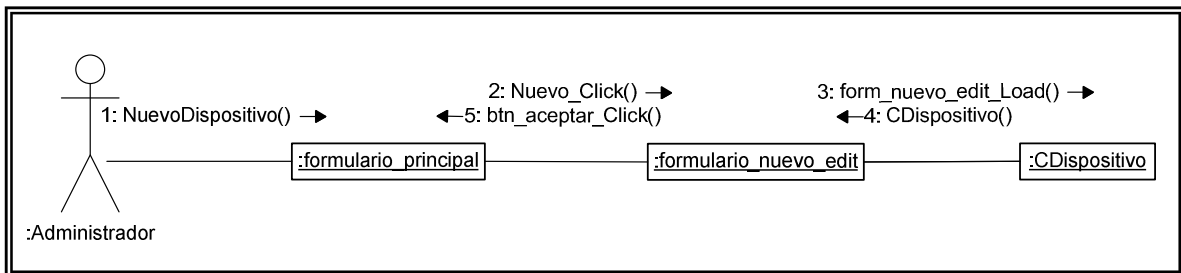 2: Nuevo_Click()
3: form_nuevo_edit_Load()
1: NuevoDispositivo()
5: btn_aceptar_Click()
4: CDispositivo()
:formulario_principal
:formulario_nuevo_edit
:CDispositivo
:Administrador